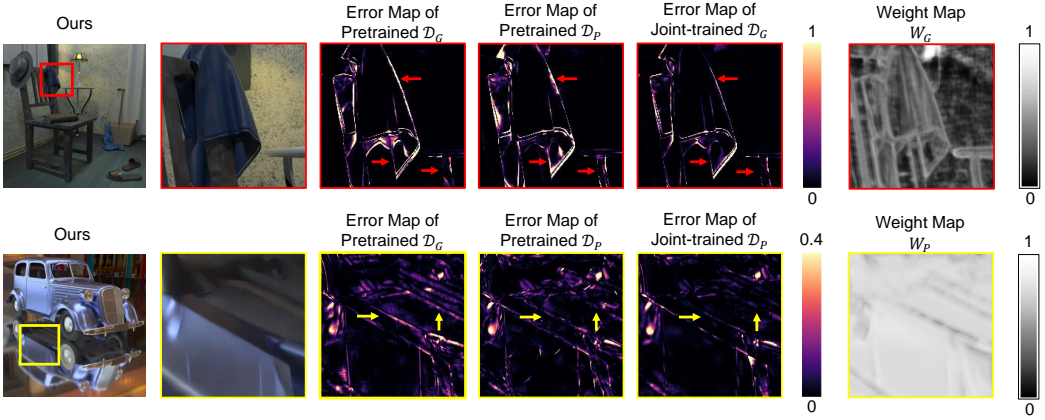 Ours
Error Map of
Pretrained 𝒟_G
Error Map of
Pretrained 𝒟_P
Error Map of
Joint-trained 𝒟_G
1
0
Weight Map
W_G
1
0
Ours
Error Map of
Pretrained 𝒟_G
Error Map of
Pretrained 𝒟_P
Error Map of
Joint-trained 𝒟_P
0.4
0
Weight Map
W_P
1
0